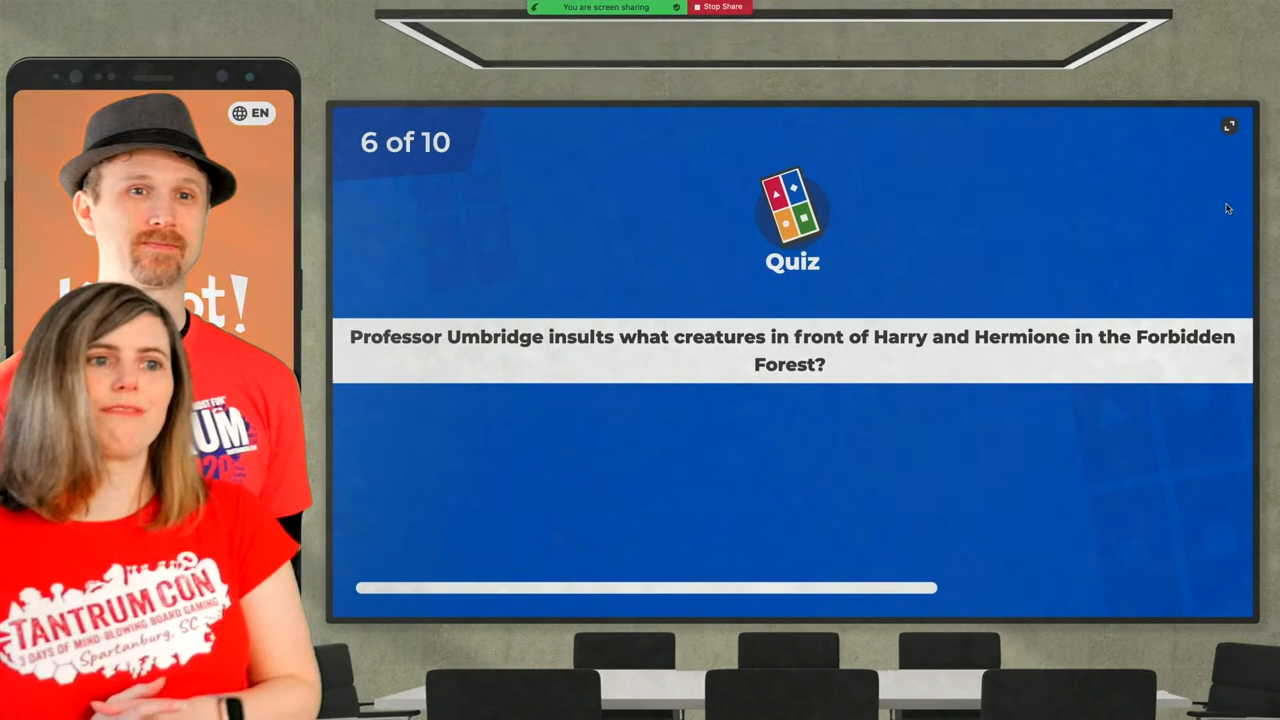 You are screen sharing
Stop Share
EN
6 of 10
Quiz
Professor Umbridge insults what creatures in front of Harry and Hermione in the Forbidden
Forest?
TANTRUM CON
3 DAYS OF MIND-BLOWING BOARD GAMING
Spartanburg, SC